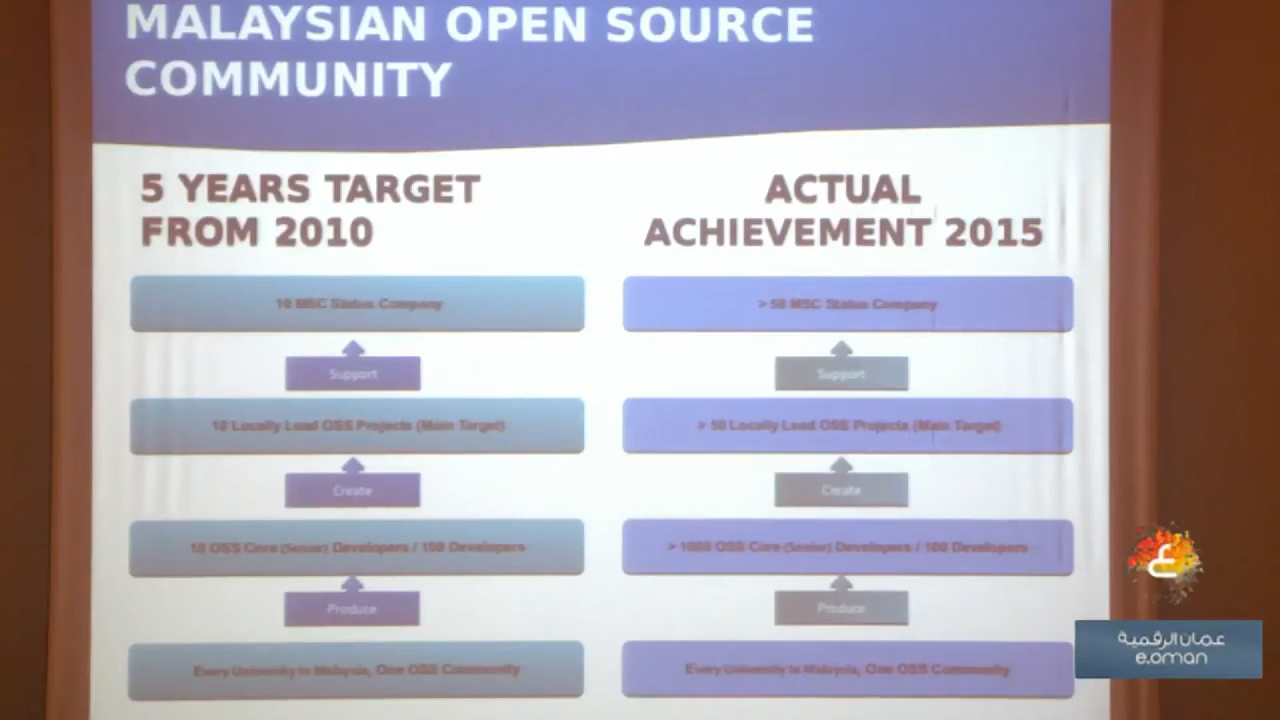 MALAYSIAN OPEN SOURCE
COMMUNITY
5 YEARS TARGET
FROM 2010
10 MSC Status Company
Support
10 Locally Lead OSS Projects (Main Target)
Create
10 OSS Core (Senior) Developers / 100 Developers
Produce
Every University in Malaysia, One OSS Community
ACTUAL
ACHIEVEMENT 2015
> 50 MSC Status Company
Support
> 50 Locally Lead OSS Projects (Main Target)
Create
> 1000 OSS Core (Senior) Developers / 100 Developers
Produce
Every University In Malaysia, One OSS Community
عمان الرقمية
e.oman